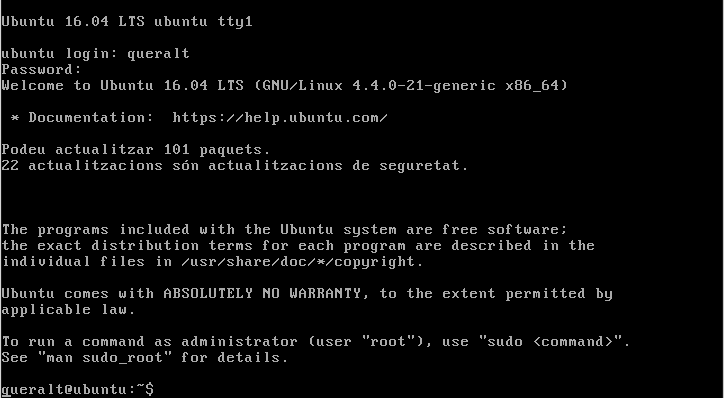 Ubuntu 16.04 LTS ubuntu tty1
ubuntu login: queralt
Password:
Welcome to Ubuntu 16.04 LTS (GNU/Linux 4.4.0-21-generic x86_64)
* Documentation:  https://help.ubuntu.com/
Podeu actualitzar 101 paquets.
22 actualitzacions són actualitzacions de seguretat.
The programs included with the Ubuntu system are free software;
the exact distribution terms for each program are described in the
individual files in /usr/share/doc/*/copyright.
Ubuntu comes with ABSOLUTELY NO WARRANTY, to the extent permitted by
applicable law.
To run a command as administrator (user "root"), use "sudo <command>".
See "man sudo_root" for details.
queralt@ubuntu:~$